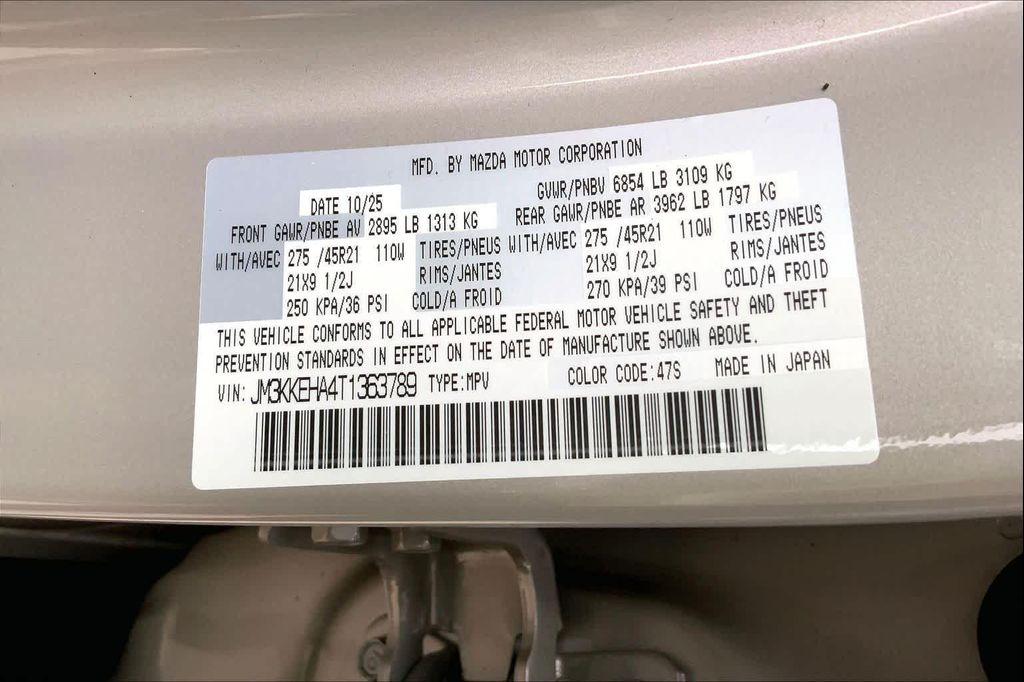 MFD. BY MAZDA MOTOR CORPORATION
DATE 10/25 GVWR/PNBV 6854 LB 3109 KG
FRONT GAWR/PNBE AV 2895 LB 1313 KG REAR GAWR/PNBE AR 3962 LB 1797 KG
WITH/AVEC 275 /45R21 110W TIRES/PNEUS WITH/AVEC 275 /45R21 110W TIRES/PNEUS
21X9 1/2J RIMS/JANTES 21X9 1/2J RIMS/JANTES
250 KPA/36 PSI COLD/A FROID 270 KPA/39 PSI COLD/A FROID
THIS VEHICLE CONFORMS TO ALL APPLICABLE FEDERAL MOTOR VEHICLE SAFETY AND THEFT
PREVENTION STANDARDS IN EFFECT ON THE DATE OF MANUFACTURE SHOWN ABOVE.
VIN: JM3KKEHA4T1363789 TYPE:MPV COLOR CODE:47S MADE IN JAPAN